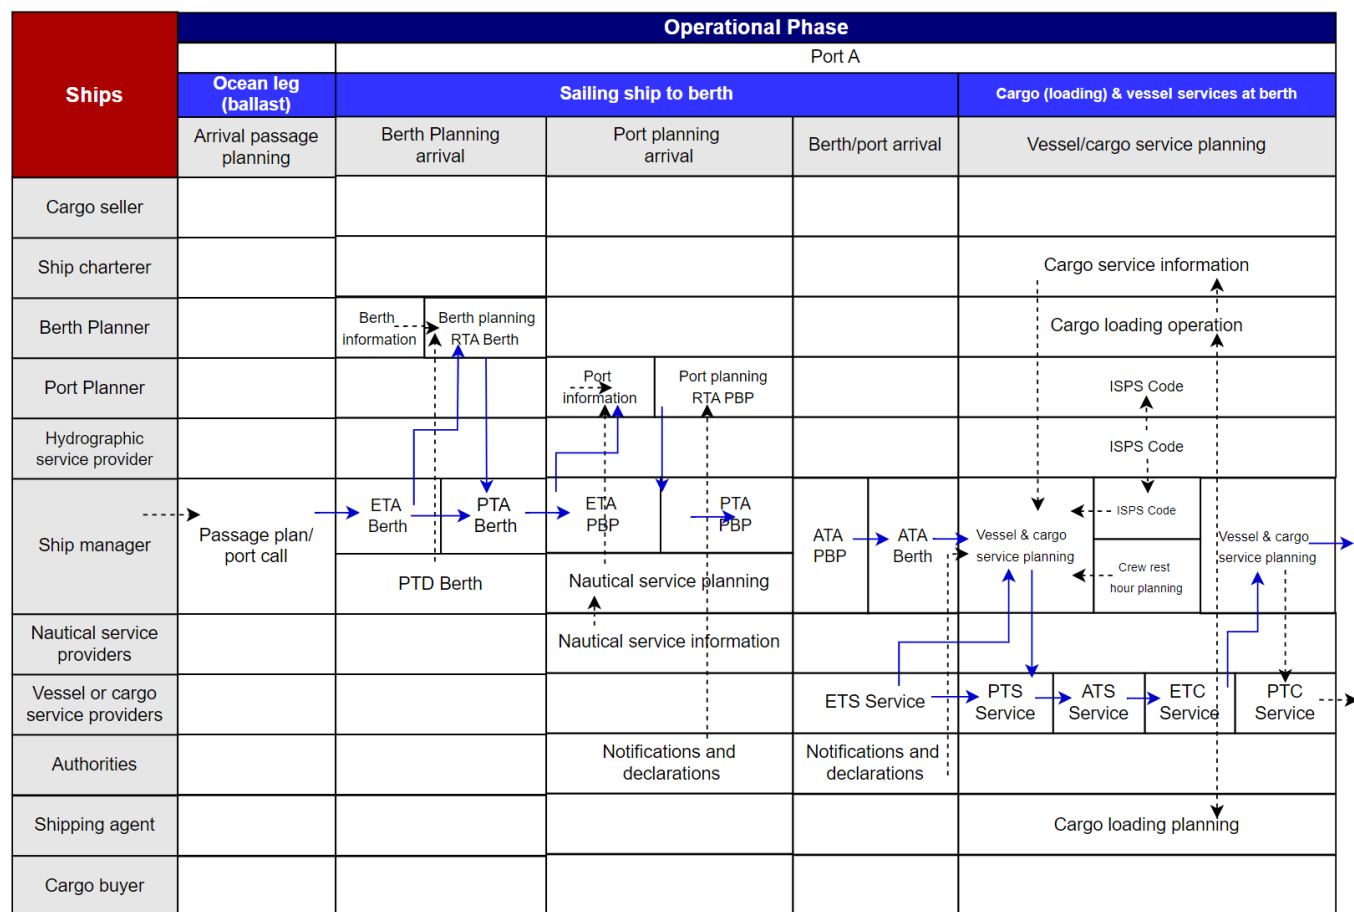 Operational Phase
Ships
Port A
Ocean leg
(ballast)
Sailing ship to berth
Cargo (loading) & vessel services at berth
Arrival passage
planning
Berth Planning
arrival
Port planning
arrival
Berth/port arrival
Vessel/cargo service planning
Cargo seller
Ship charterer
Cargo service information
Berth Planner
Berth
information
Berth planning
RTA Berth
Cargo loading operation
Port Planner
Port
information
Port planning
RTA PBP
ISPS Code
Hydrographic
service provider
ISPS Code
Ship manager
Passage plan/
port call
ETA
Berth
PTA
Berth
PTD Berth
ETA
PBP
PTA
PBP
Nautical service planning
ATA
PBP
ATA
Berth
Vessel & cargo
service planning
ISPS Code
Crew rest
hour planning
Vessel & cargo
service planning
Nautical service
providers
Nautical service information
Vessel or cargo
service providers
ETS Service
PTS
Service
ATS
Service
ETC
Service
PTC
Service
Authorities
Notifications and
declarations
Notifications and
declarations
Shipping agent
Cargo loading planning
Cargo buyer